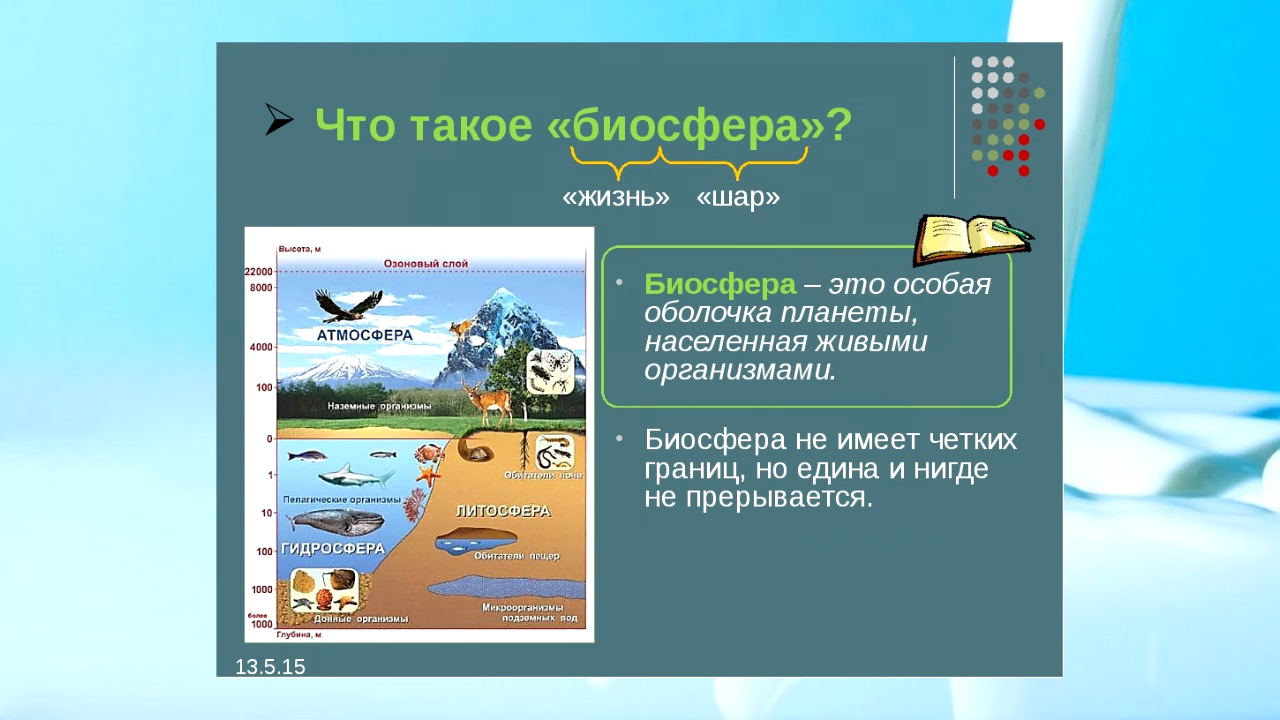 Что такое «биосфера»?
«жизнь» «шар»
Высота, м
Озоновый слой
22000
8000
АТМОСФЕРА
4000
100
Наземные организмы
0
1
Обитатели почв
Пелагические организмы
10
ЛИТОСФЕРА
ГИДРОСФЕРА
100
Обитатели пещер
1000
Микроорганизмы
подземных вод
более
1000
Донные организмы
Глубина, м
Биосфера – это особая
оболочка планеты,
населенная живыми
организмами.
Биосфера не имеет четких
границ, но едина и нигде
не прерывается.
13.5.15